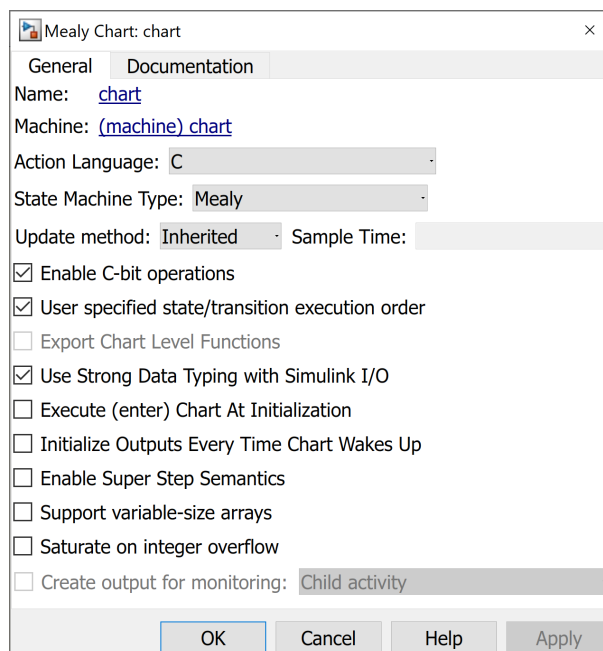 Mealy Chart: chart ×
General Documentation
Name: chart
Machine: (machine) chart
Action Language: C
State Machine Type: Mealy
Update method: Inherited Sample Time:
Enable C-bit operations
User specified state/transition execution order
Export Chart Level Functions
Use Strong Data Typing with Simulink I/O
Execute (enter) Chart At Initialization
Initialize Outputs Every Time Chart Wakes Up
Enable Super Step Semantics
Support variable-size arrays
Saturate on integer overflow
Create output for monitoring: Child activity
OK Cancel Help Apply